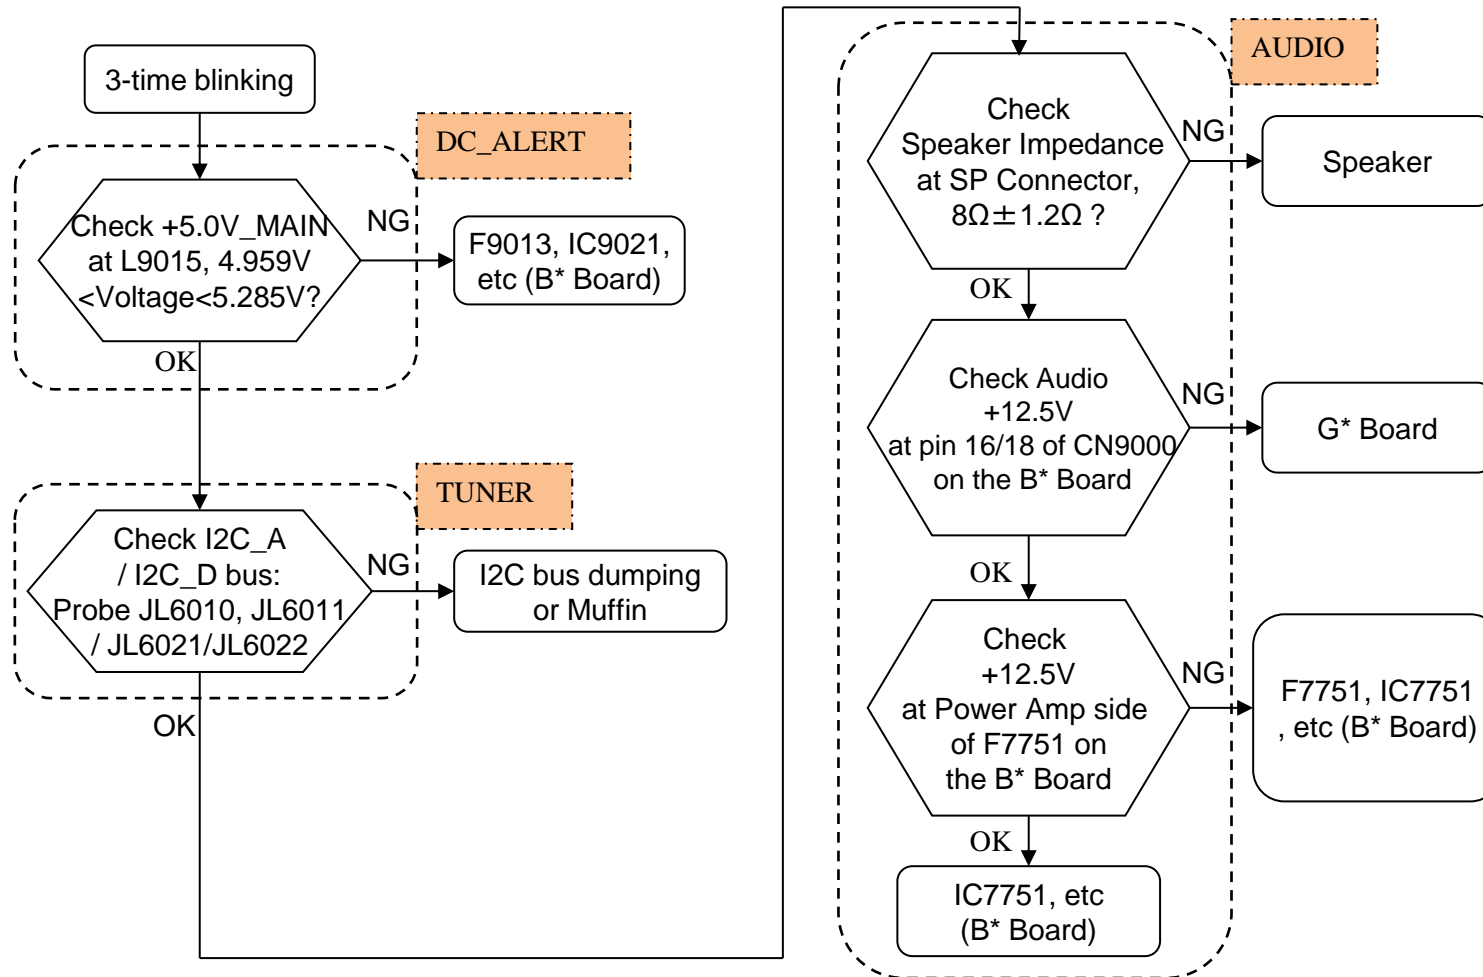 3-time blinking
DC_ALERT
Check +5.0V_MAIN
at L9015, 4.959V
<Voltage<5.285V?
NG
F9013, IC9021,
etc (B* Board)
OK
TUNER
Check I2C_A
/ I2C_D bus:
Probe JL6010, JL6011
/ JL6021/JL6022
NG
I2C bus dumping
or Muffin
OK
AUDIO
Check
Speaker Impedance
at SP Connector,
8Ω±1.2Ω ?
NG
Speaker
OK
Check Audio
+12.5V
at pin 16/18 of CN9000
on the B* Board
NG
G* Board
OK
Check
+12.5V
at Power Amp side
of F7751 on
the B* Board
NG
F7751, IC7751
, etc (B* Board)
OK
IC7751, etc
(B* Board)